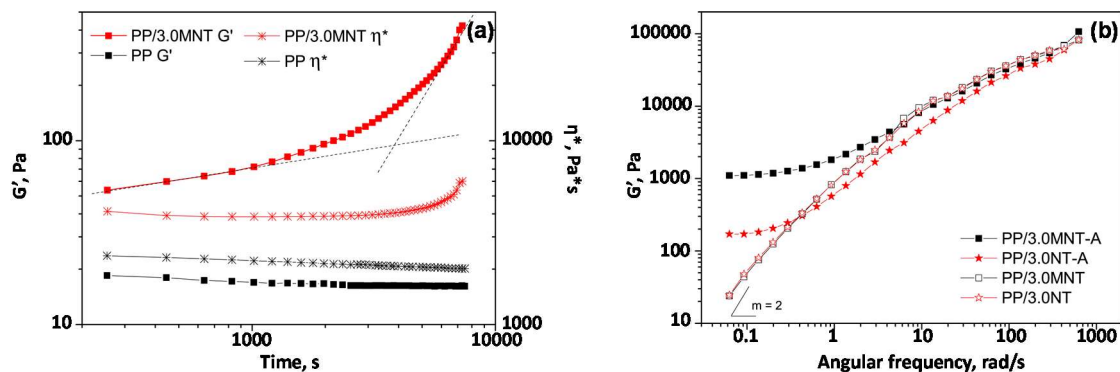 (a)
PP/3.0MNT G'
PP/3.0MNT η*
PP G'
PP η*
100
10
10000
1000
G', Pa
η*, Pa*s
1000
10000
Time, s
(b)
100000
10000
1000
100
10
G', Pa
PP/3.0MNT-A
PP/3.0NT-A
PP/3.0MNT
PP/3.0NT
m = 2
0.1
1
10
100
1000
Angular frequency, rad/s